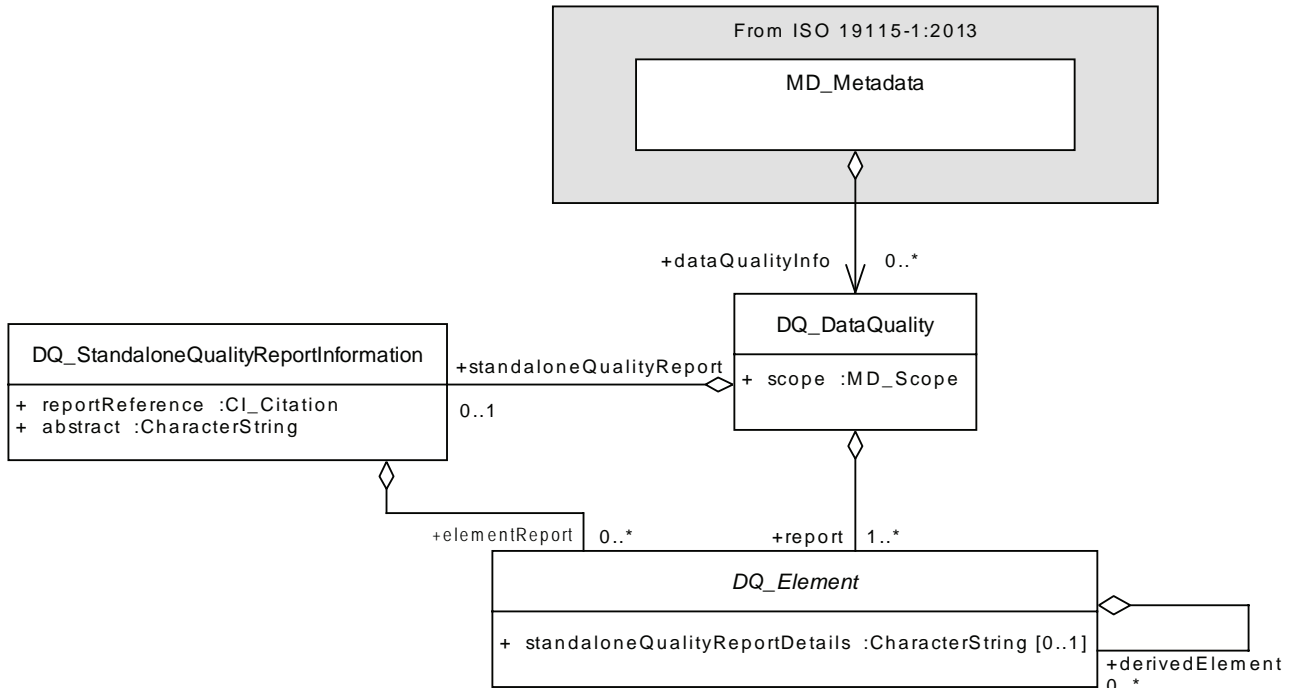 From ISO 19115-1:2013
MD_Metadata
+dataQualityInfo 0..*
DQ_DataQuality
+ scope :MD_Scope
DQ_StandaloneQualityReportInformation
+ reportReference :CI_Citation
+ abstract :CharacterString
+standaloneQualityReport
0..1
+elementReport 0..*
+report 1..*
DQ_Element
+ standaloneQualityReportDetails :CharacterString [0..1]
+derivedElement
0..*